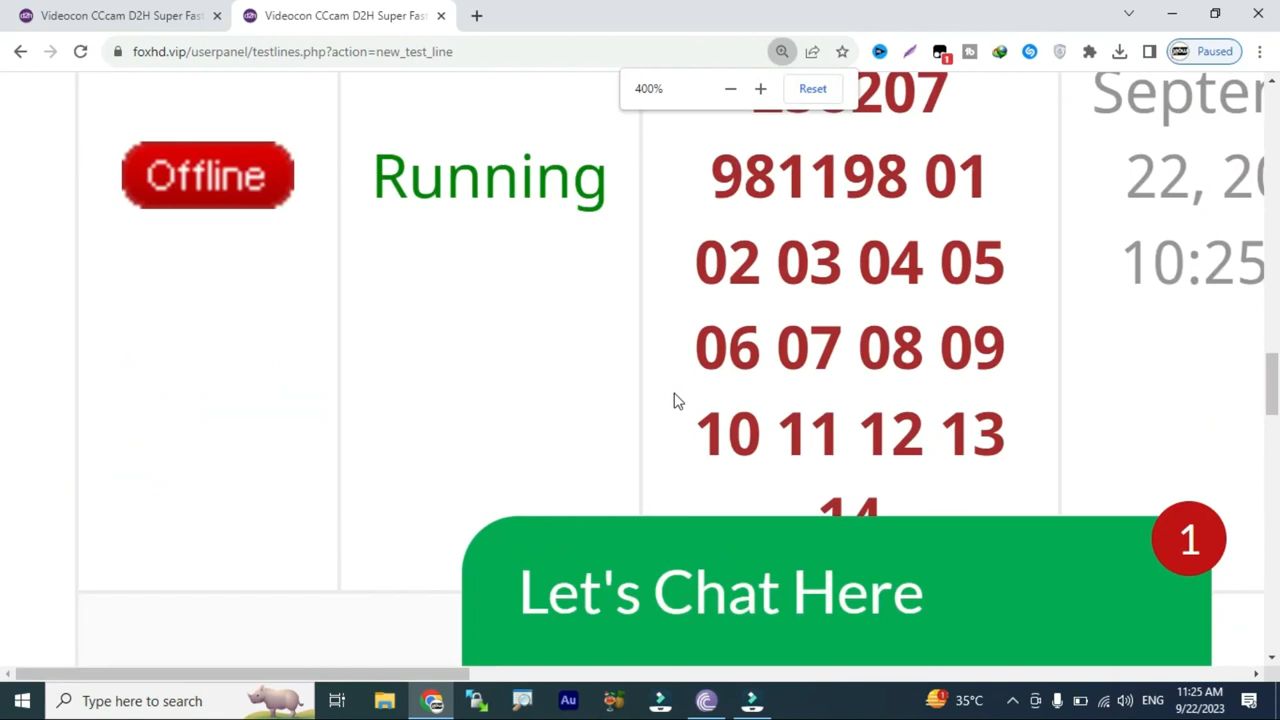 Videocon CCcam D2H Super Fast
Videocon CCcam D2H Super Fast
foxhd.vip/userpanel/testlines.php?action=new_test_line
1
Paused
400%
Reset
207
Septer
Offline
Running
981198 01
22, 20
02 03 04 05
10:25
06 07 08 09
10 11 12 13
14
1
Let's Chat Here
Type here to search
Au
35°C
ENG
11:25 AM
9/22/2023